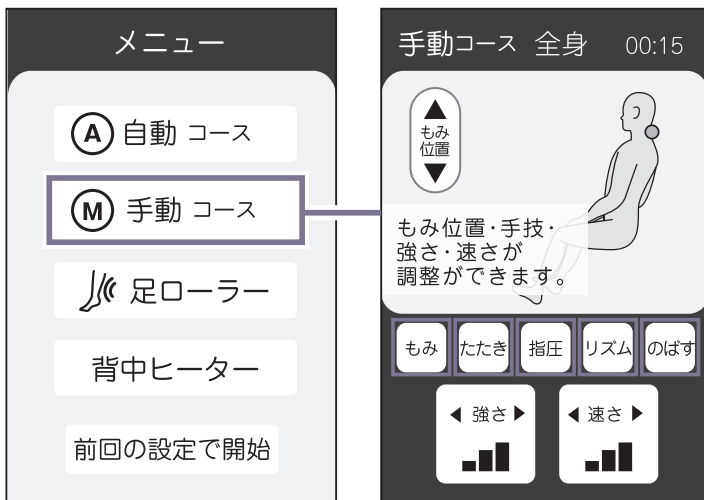 メニュー
A 自動 コース
M 手動 コース
足ローラー
背中ヒーター
前回の設定で開始
手動コース 全身 00:15
▲
もみ
位置
▼
もみ位置・手技・
強さ・速さが
調整ができます。
もみ たたき 指圧 リズム のばす
◀ 強さ ▶ ◀ 速さ ▶